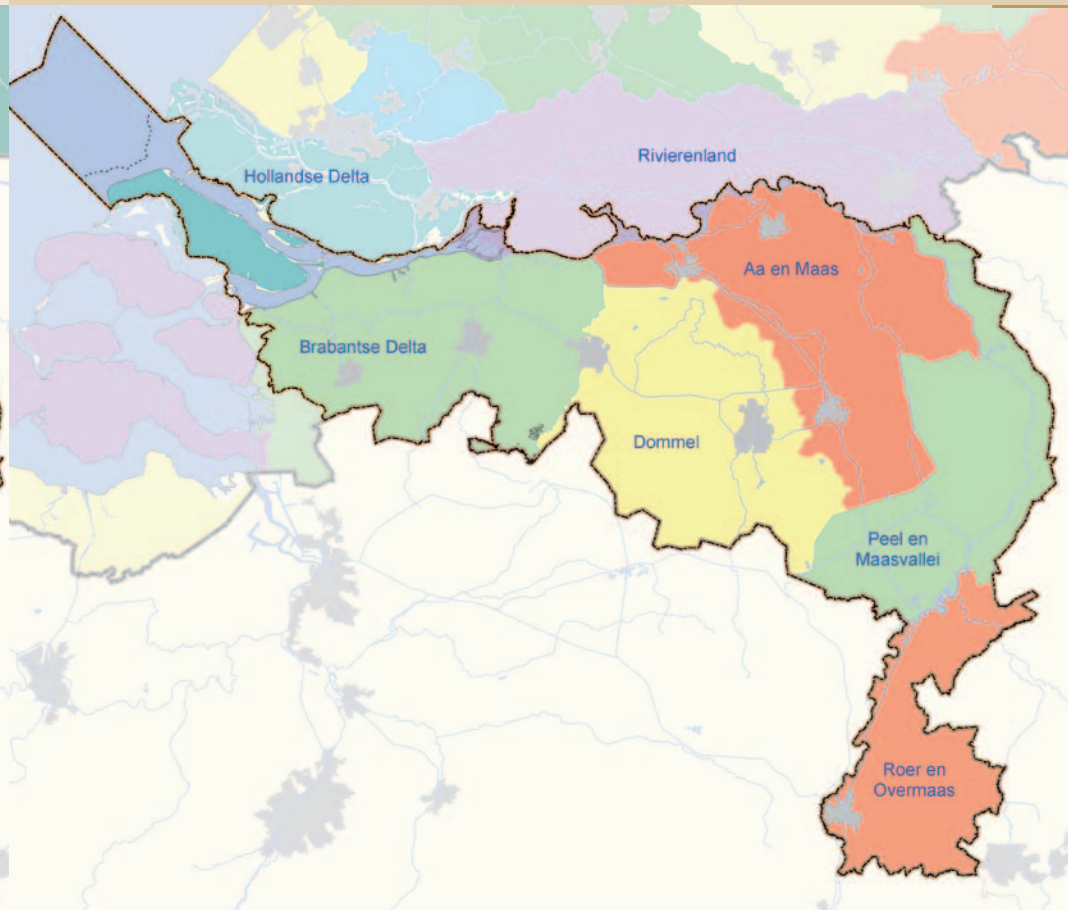 Rivierenland
Hollandse Delta
Aa en Maas
Brabantse Delta
Dommel
Peel en
Maasvallei
Roer en
Overmaas